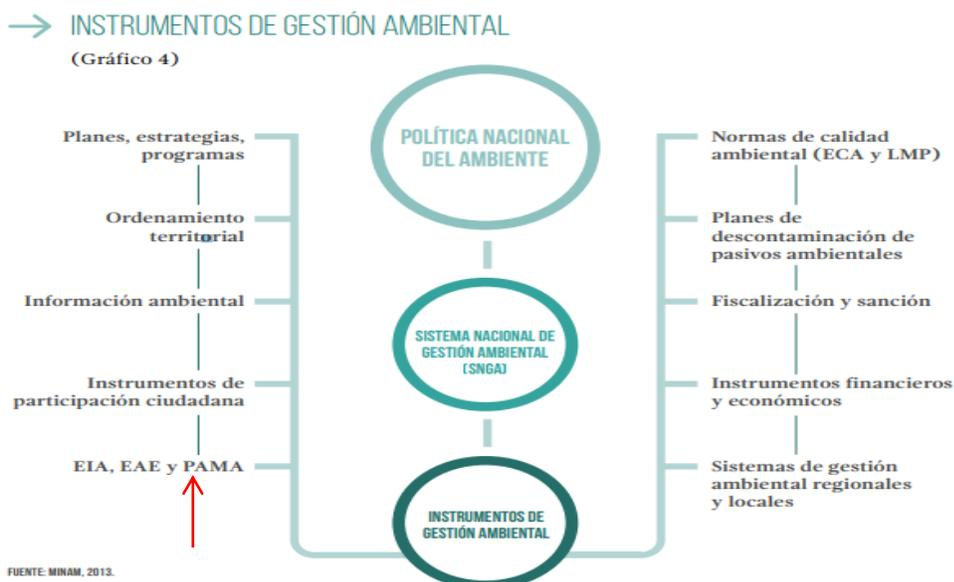 INSTRUMENTOS DE GESTIÓN AMBIENTAL
(Gráfico 4)
Planes, estrategias,
programas
Ordenamiento
territorial
Información ambiental
Instrumentos de
participación ciudadana
EIA, EAE y PAMA
POLÍTICA NACIONAL
DEL AMBIENTE
SISTEMA NACIONAL DE
GESTIÓN AMBIENTAL
(SNGA)
INSTRUMENTOS DE
GESTIÓN AMBIENTAL
Normas de calidad
ambiental (ECA y LMP)
Planes de
descontaminación de
pasivos ambientales
Fiscalización y sanción
Instrumentos financieros
y económicos
Sistemas de gestión
ambiental regionales
y locales
FUENTE: MINAM, 2013.